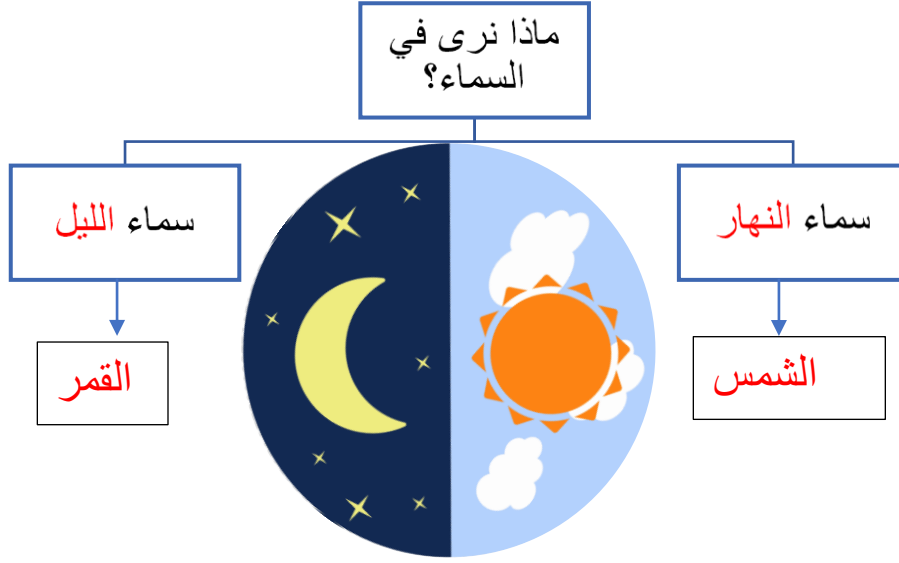 ماذا نرى في
السماء؟
سماء النهار
سماء الليل
الشمس
القمر